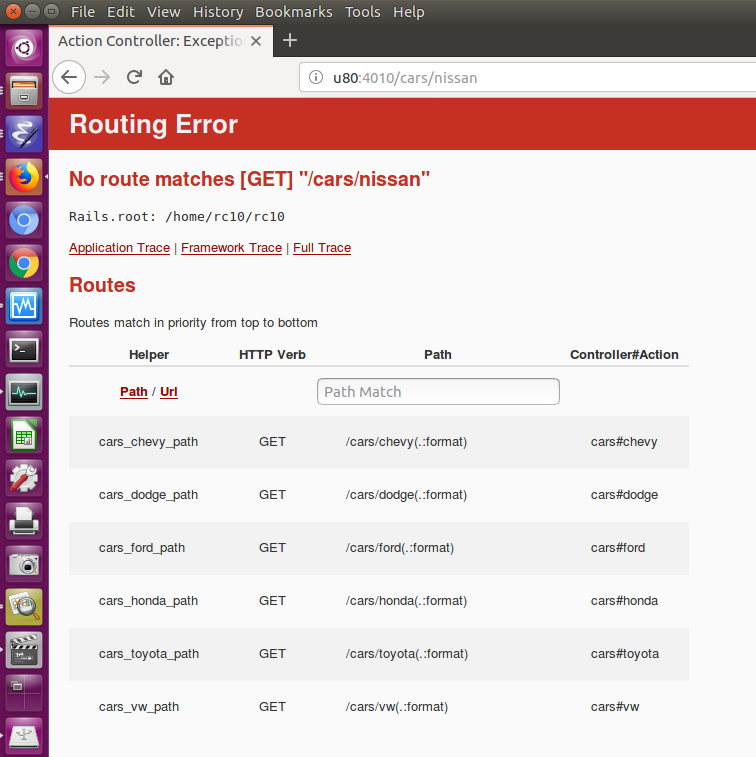 File Edit View History Bookmarks Tools Help
Action Controller: Exceptio
u80:4010/cars/nissan
Routing Error
No route matches [GET] "/cars/nissan"
Rails.root: /home/rc10/rc10
Application Trace | Framework Trace | Full Trace
Routes
Routes match in priority from top to bottom
Helper HTTP Verb Path Controller#Action
Path / Url Path Match
cars_chevy_path GET /cars/chevy(.:format) cars#chevy
cars_dodge_path GET /cars/dodge(.:format) cars#dodge
cars_ford_path GET /cars/ford(.:format) cars#ford
cars_honda_path GET /cars/honda(.:format) cars#honda
cars_toyota_path GET /cars/toyota(.:format) cars#toyota
cars_vw_path GET /cars/vw(.:format) cars#vw